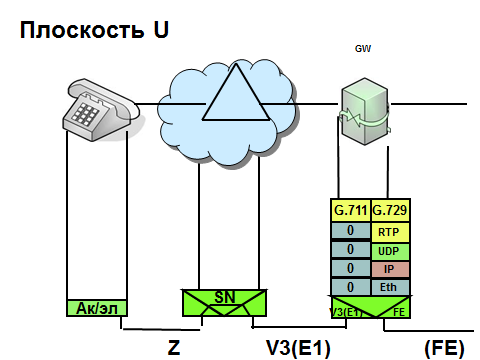 Плоскость U
GW
G.711 G.729
0 RTP
0 UDP
0 IP
0 Eth
Ак/эл
SN
V3(E1) FE
Z V3(E1) (FE)